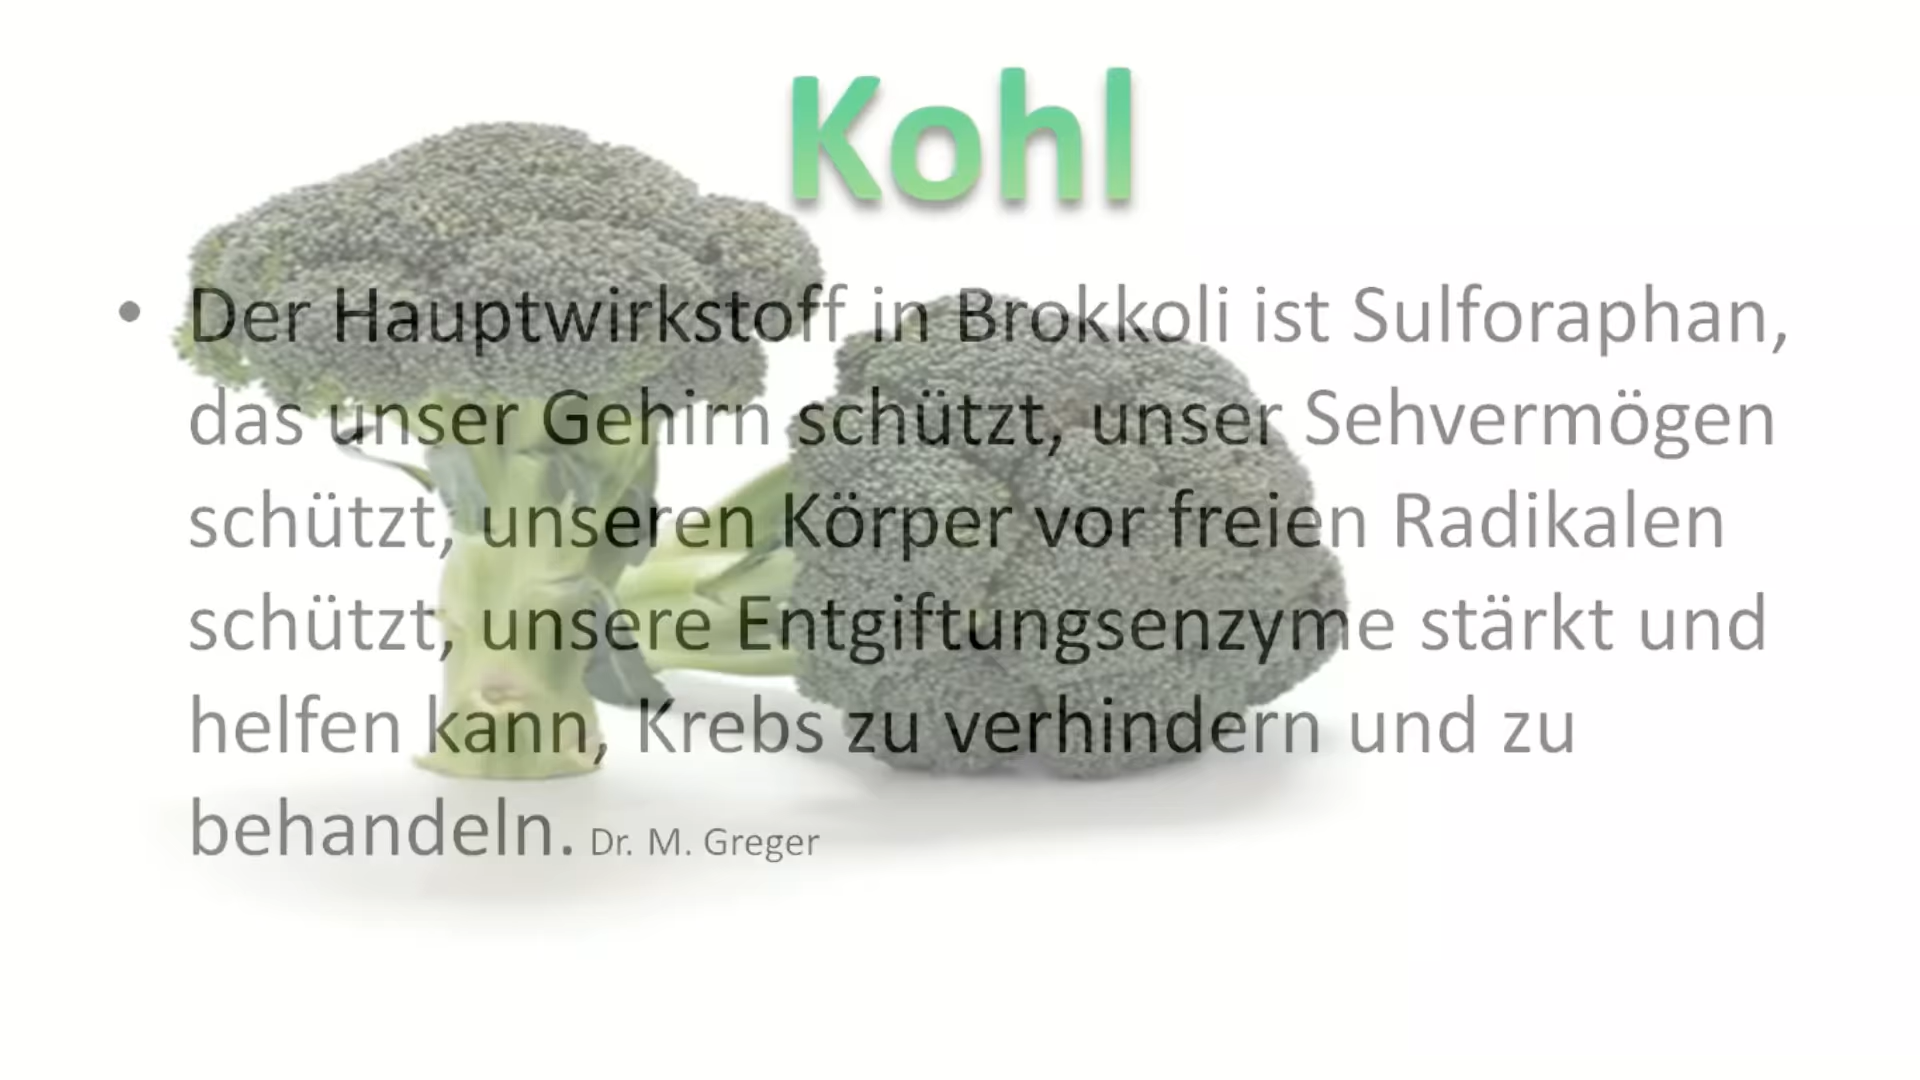 Kohl
• Der Hauptwirkstoff in Brokkoli ist Sulforaphan,
das unser Gehirn schützt, unser Sehvermögen
schützt, unseren Körper vor freien Radikalen
schützt, unsere Entgiftungsenzyme stärkt und
helfen kann, Krebs zu verhindern und zu
behandeln. Dr. M. Greger